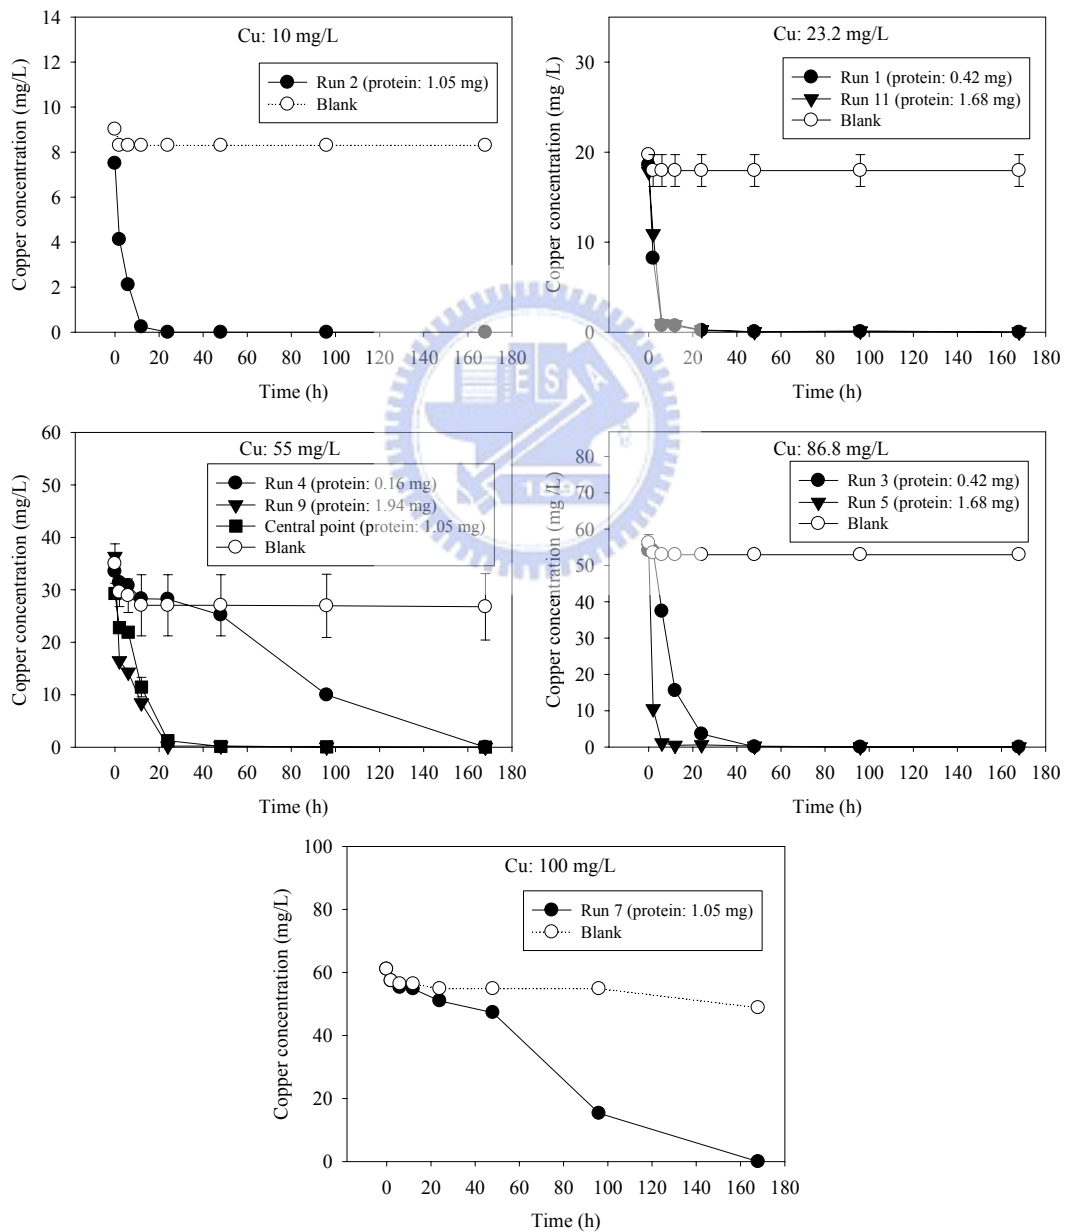 Cu: 10 mg/L
Run 2 (protein: 1.05 mg)
Blank
Copper concentration (mg/L)
14
12
10
8
6
4
2
0
0 20 40 60 80 100 120 140 160 180
Time (h)
Cu: 23.2 mg/L
Run 1 (protein: 0.42 mg)
Run 11 (protein: 1.68 mg)
Blank
Copper concentration (mg /L)
30
20
10
0
0 20 40 60 80 100 120 140 160 180
Time (h)
Cu: 55 mg/L
Run 4 (protein: 0.16 mg)
Run 9 (protein: 1.94 mg)
Central point (protein: 1.05 mg)
Blank
Copper concentration (mg/L)
60
50
40
30
20
10
0
0 20 40 60 80 100 120 140 160 180
Time (h)
Cu: 86.8 mg/L
Run 3 (protein: 0.42 mg)
Run 5 (protein: 1.68 mg)
Blank
Copper concentration (mg /L)
80
70
60
50
40
30
20
10
0
0 20 40 60 80 100 120 140 160 180
Time (h)
Cu: 100 mg/L
Run 7 (protein: 1.05 mg)
Blank
Copper concentration (mg/L)
100
80
60
40
20
0
0 20 40 60 80 100 120 140 160 180
Time (h)
E S A